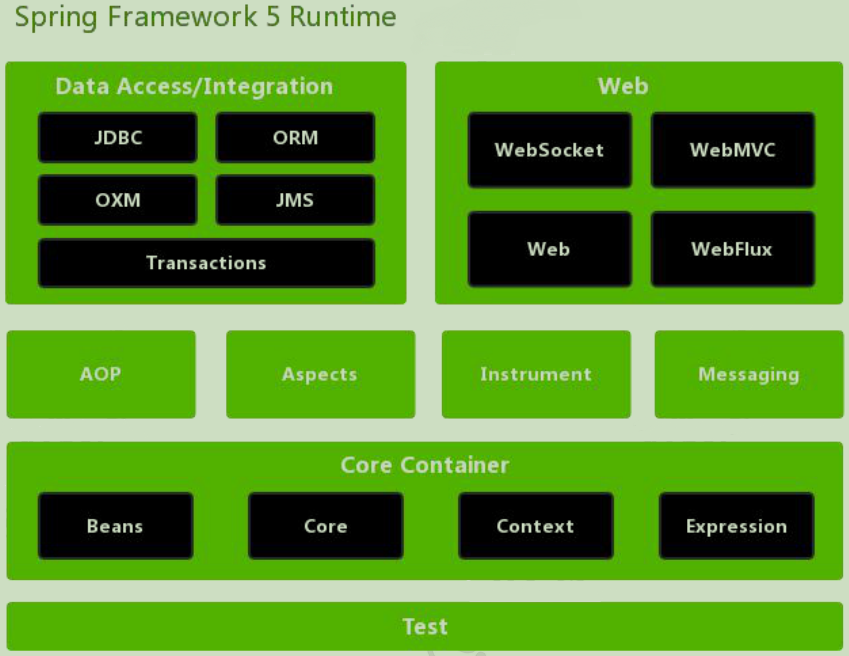 Spring Framework 5 Runtime
Data Access/Integration
JDBC
ORM
OXM
JMS
Transactions
Web
WebSocket
WebMVC
Web
WebFlux
AOP
Aspects
Instrument
Messaging
Core Container
Beans
Core
Context
Expression
Test